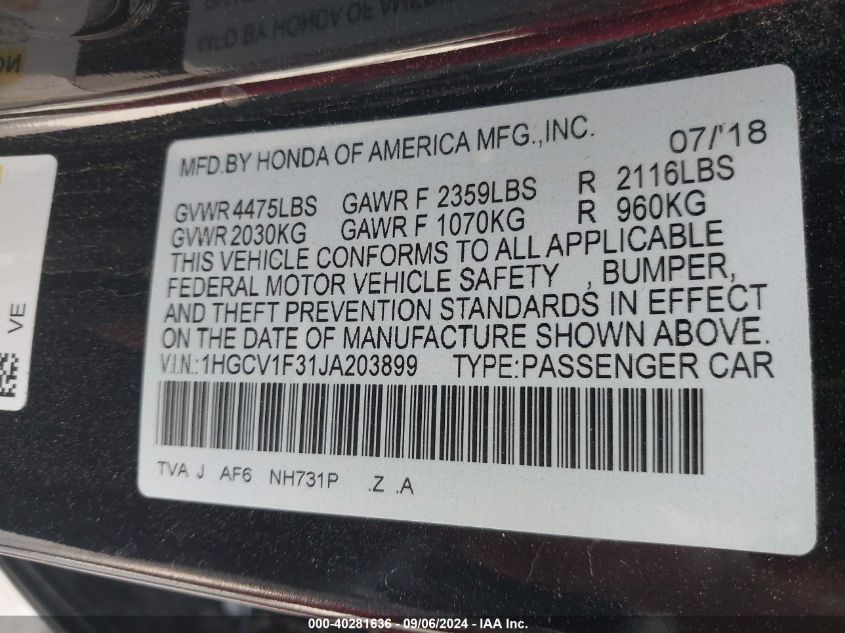 MFD.BY HONDA OF AMERICA MFG.,INC. 07/'18
GVWR 4475LBS GAWR F 2359LBS R 2116LBS
GVWR 2030KG GAWR F 1070KG R 960KG
THIS VEHICLE CONFORMS TO ALL APPLICABLE
FEDERAL MOTOR VEHICLE SAFETY , BUMPER,
AND THEFT PREVENTION STANDARDS IN EFFECT
ON THE DATE OF MANUFACTURE SHOWN ABOVE.
V.I.N.:1HGCV1F31JA203899 TYPE:PASSENGER CAR
TVA J AF6 NH731P .Z .A
VE
000-40281636 - 09/06/2024 - IAA Inc.